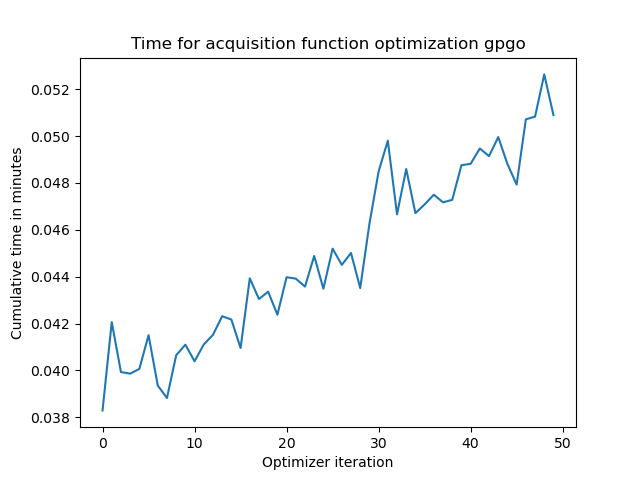 Time for acquisition function optimization gpgo
0.052
0.050
0.048
0.046
0.044
0.042
0.040
0.038
Cumulative time in minutes
0 10 20 30 40 50
Optimizer iteration